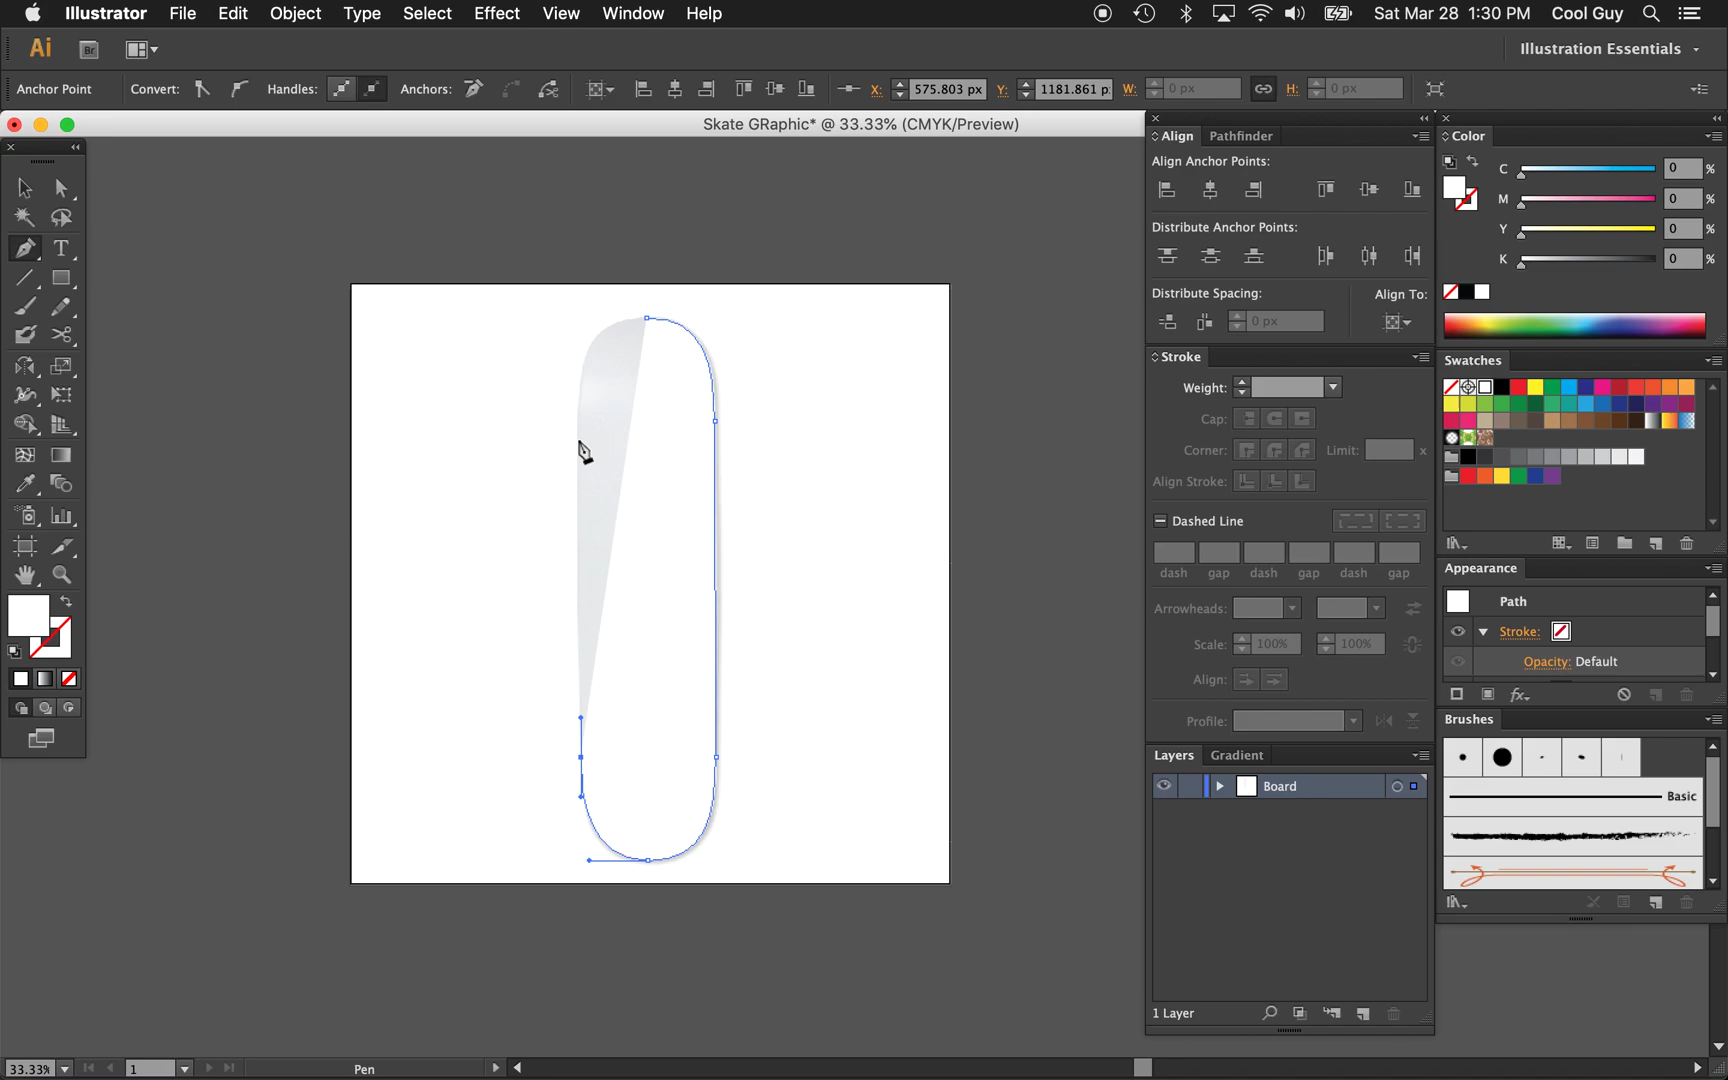 Illustrator File Edit Object Type Select Effect View Window Help Sat Mar 28 1:30 PM Cool Guy
Ai Br Illustration Essentials
Anchor Point Convert: Handles: Anchors: X: 575.803 px Y: 1181.861 p W: 0 px H: 0 px
Skate GRaphic* @ 33.33% (CMYK/Preview)
Align Pathfinder
Align Anchor Points:
Distribute Anchor Points:
Distribute Spacing: Align To:
0 px
Stroke
Weight:
Cap:
Corner: Limit: x
Align Stroke:
Dashed Line
dash gap dash gap dash gap
Arrowheads:
Scale: 100% 100%
Align:
Profile:
Layers Gradient
Board
1 Layer
Color
C 0 %
M 0 %
Y 0 %
K 0 %
Swatches
Appearance
Path
Stroke:
Opacity: Default
fx
Brushes
Basic
T
33.33% 1 Pen